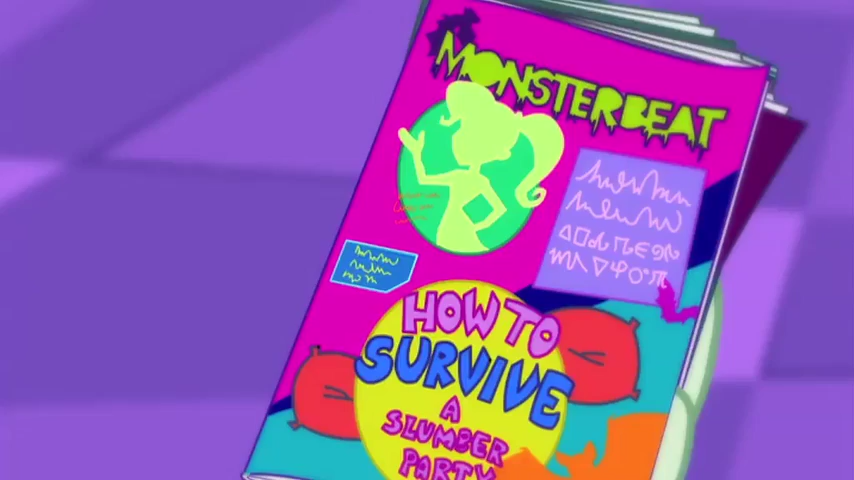 MONSTERBEAT
HOW TO
SURVIVE
A
SLUMBER
PARTY